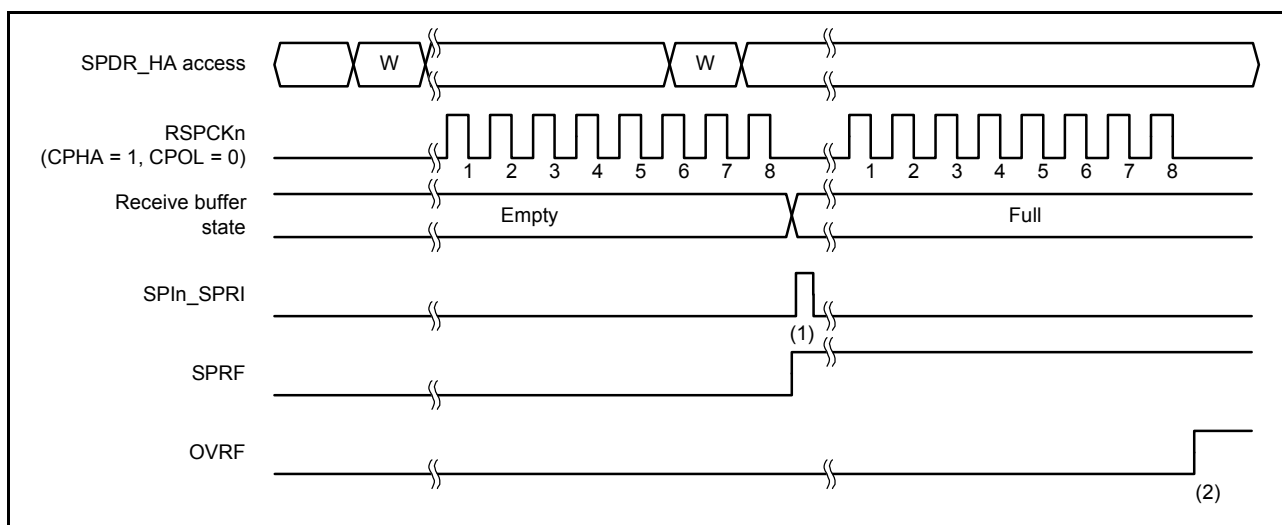 SPDR_HA access
W
W
RSPCKn
(CPHA = 1, CPOL = 0)
1 2 3 4 5 6 7 8
1 2 3 4 5 6 7 8
Receive buffer
state
Empty
Full
SPIn_SPRI
(1)
SPRF
OVRF
(2)